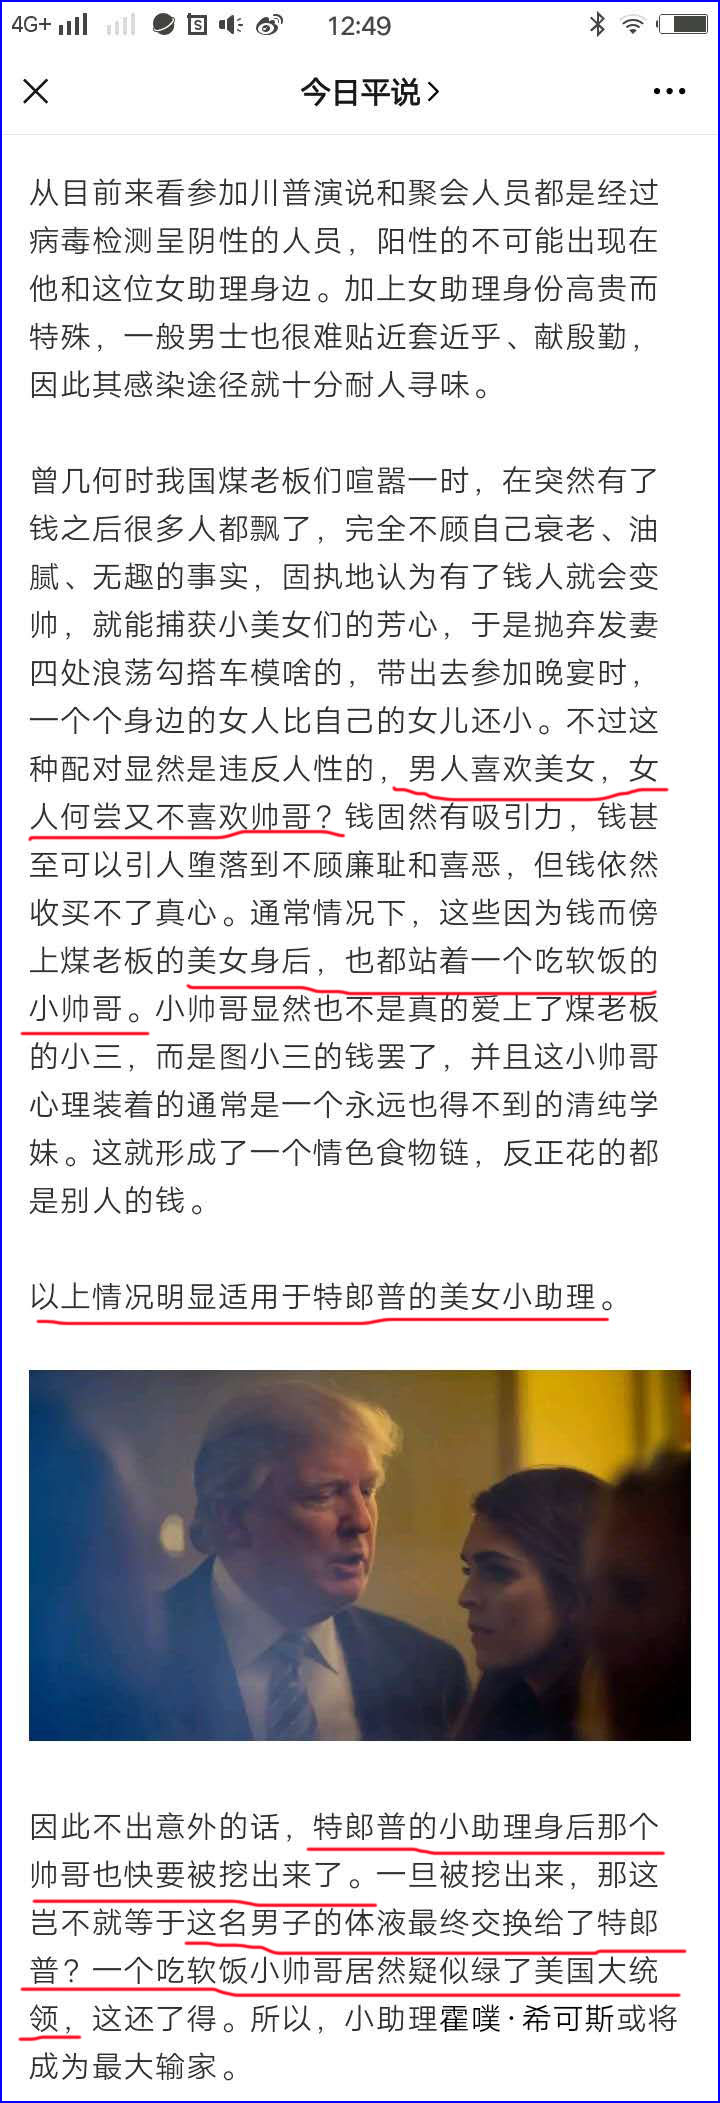 4G+ 12:49
今日平说
从目前来看参加川普演说和聚会人员都是经过
病毒检测呈阴性的人员，阳性的不可能出现在
他和这位女助理身边。加上女助理身份高贵而
特殊，一般男士也很难贴近套近乎、献殷勤，
因此其感染途径就十分耐人寻味。
曾几何时我国煤老板们喧嚣一时，在突然有了
钱之后很多人都飘了，完全不顾自己衰老、油
腻、无趣的事实，固执地认为有了钱人就会变
帅，就能捕获小美女们的芳心，于是抛弃发妻
四处浪荡勾搭车模啥的，带出去参加晚宴时，
一个个身边的女人比自己的女儿还小。不过这
种配对显然是违反人性的，男人喜欢美女，女
人何尝又不喜欢帅哥？钱固然有吸引力，钱甚
至可以引人堕落到不顾廉耻和喜恶，但钱依然
收买不了真心。通常情况下，这些因为钱而傍
上煤老板的美女身后，也都站着一个吃软饭的
小帅哥。小帅哥显然也不是真的爱上了煤老板
的小三，而是图小三的钱罢了，并且这小帅哥
心理装着的通常是一个永远也得不到的清纯学
妹。这就形成了一个情色食物链，反正花的都
是别人的钱。
以上情况明显适用于特郎普的美女小助理。
因此不出意外的话，特郎普的小助理身后那个
帅哥也快要被挖出来了。一旦被挖出来，那这
岂不就等于这名男子的体液最终交换给了特郎
普？一个吃软饭小帅哥居然疑似绿了美国大统
领，这还了得。所以，小助理霍噗·希可斯或将
成为最大输家。